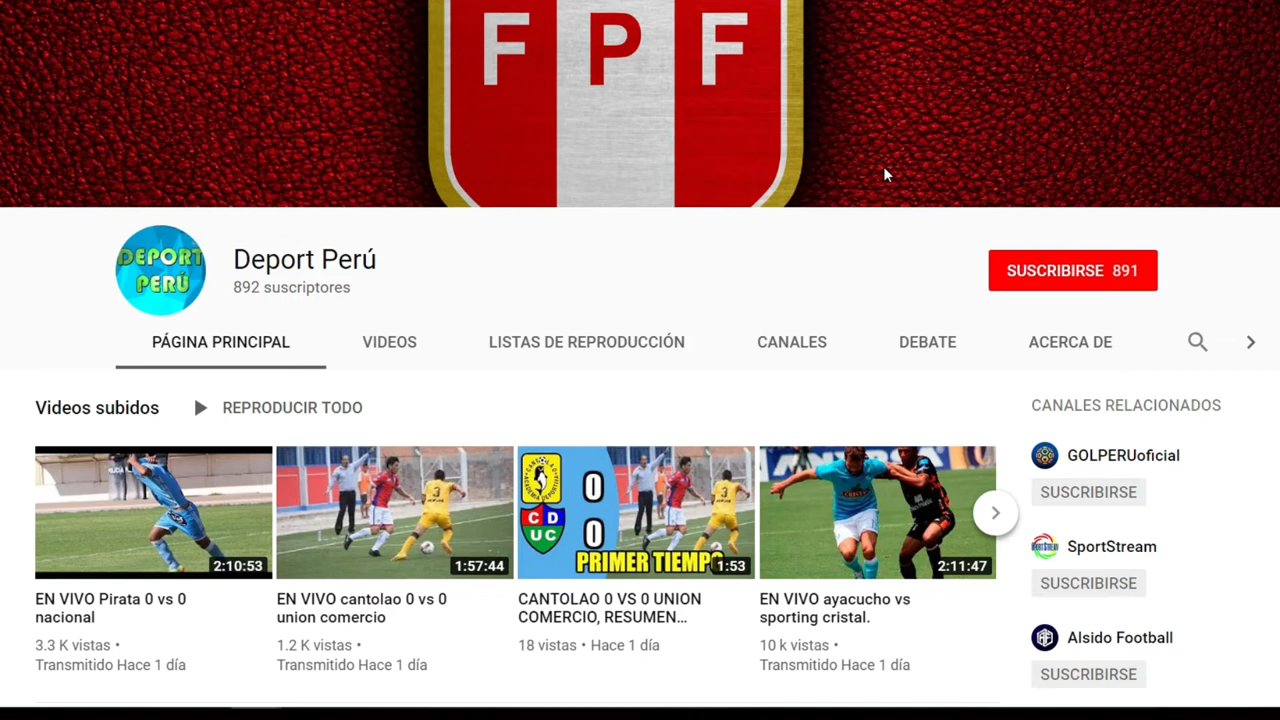 F P F
DEPORT
PERÚ
Deport Perú
892 suscriptores
SUSCRIBIRSE 891
PÁGINA PRINCIPAL
VIDEOS
LISTAS DE REPRODUCCIÓN
CANALES
DEBATE
ACERCA DE
Videos subidos
REPRODUCIR TODO
2:10:53
EN VIVO Pirata 0 vs 0
nacional
3.3 K vistas •
Transmitido Hace 1 día
3
1:57:44
EN VIVO cantolao 0 vs 0
union comercio
1.2 K vistas •
Transmitido Hace 1 día
0
CD
UC
0
3
PRIMER TIEMPO
1:53
CANTOLAO 0 VS 0 UNION
COMERCIO, RESUMEN...
18 vistas • Hace 1 día
CRISTAL
2:11:47
EN VIVO ayacucho vs
sporting cristal.
10 k vistas •
Transmitido Hace 1 día
CANALES RELACIONADOS
GOLPERUoficial
SUSCRIBIRSE
SportStream
SUSCRIBIRSE
Alsido Football
SUSCRIBIRSE